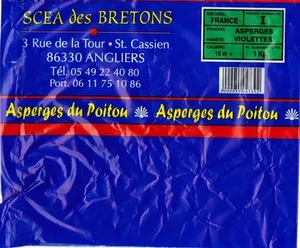 SCEA des BRETONS
3 Rue de la Tour • St. Cassien
86330 ANGLIERS
Tél. 05 49 22 40 80
Port. 06 11 75 10 86
FRANCE
I
ASPERGES
VIOLETTES
16 et +
1 Kg
Asperges du Poitou Asperges du Poitou